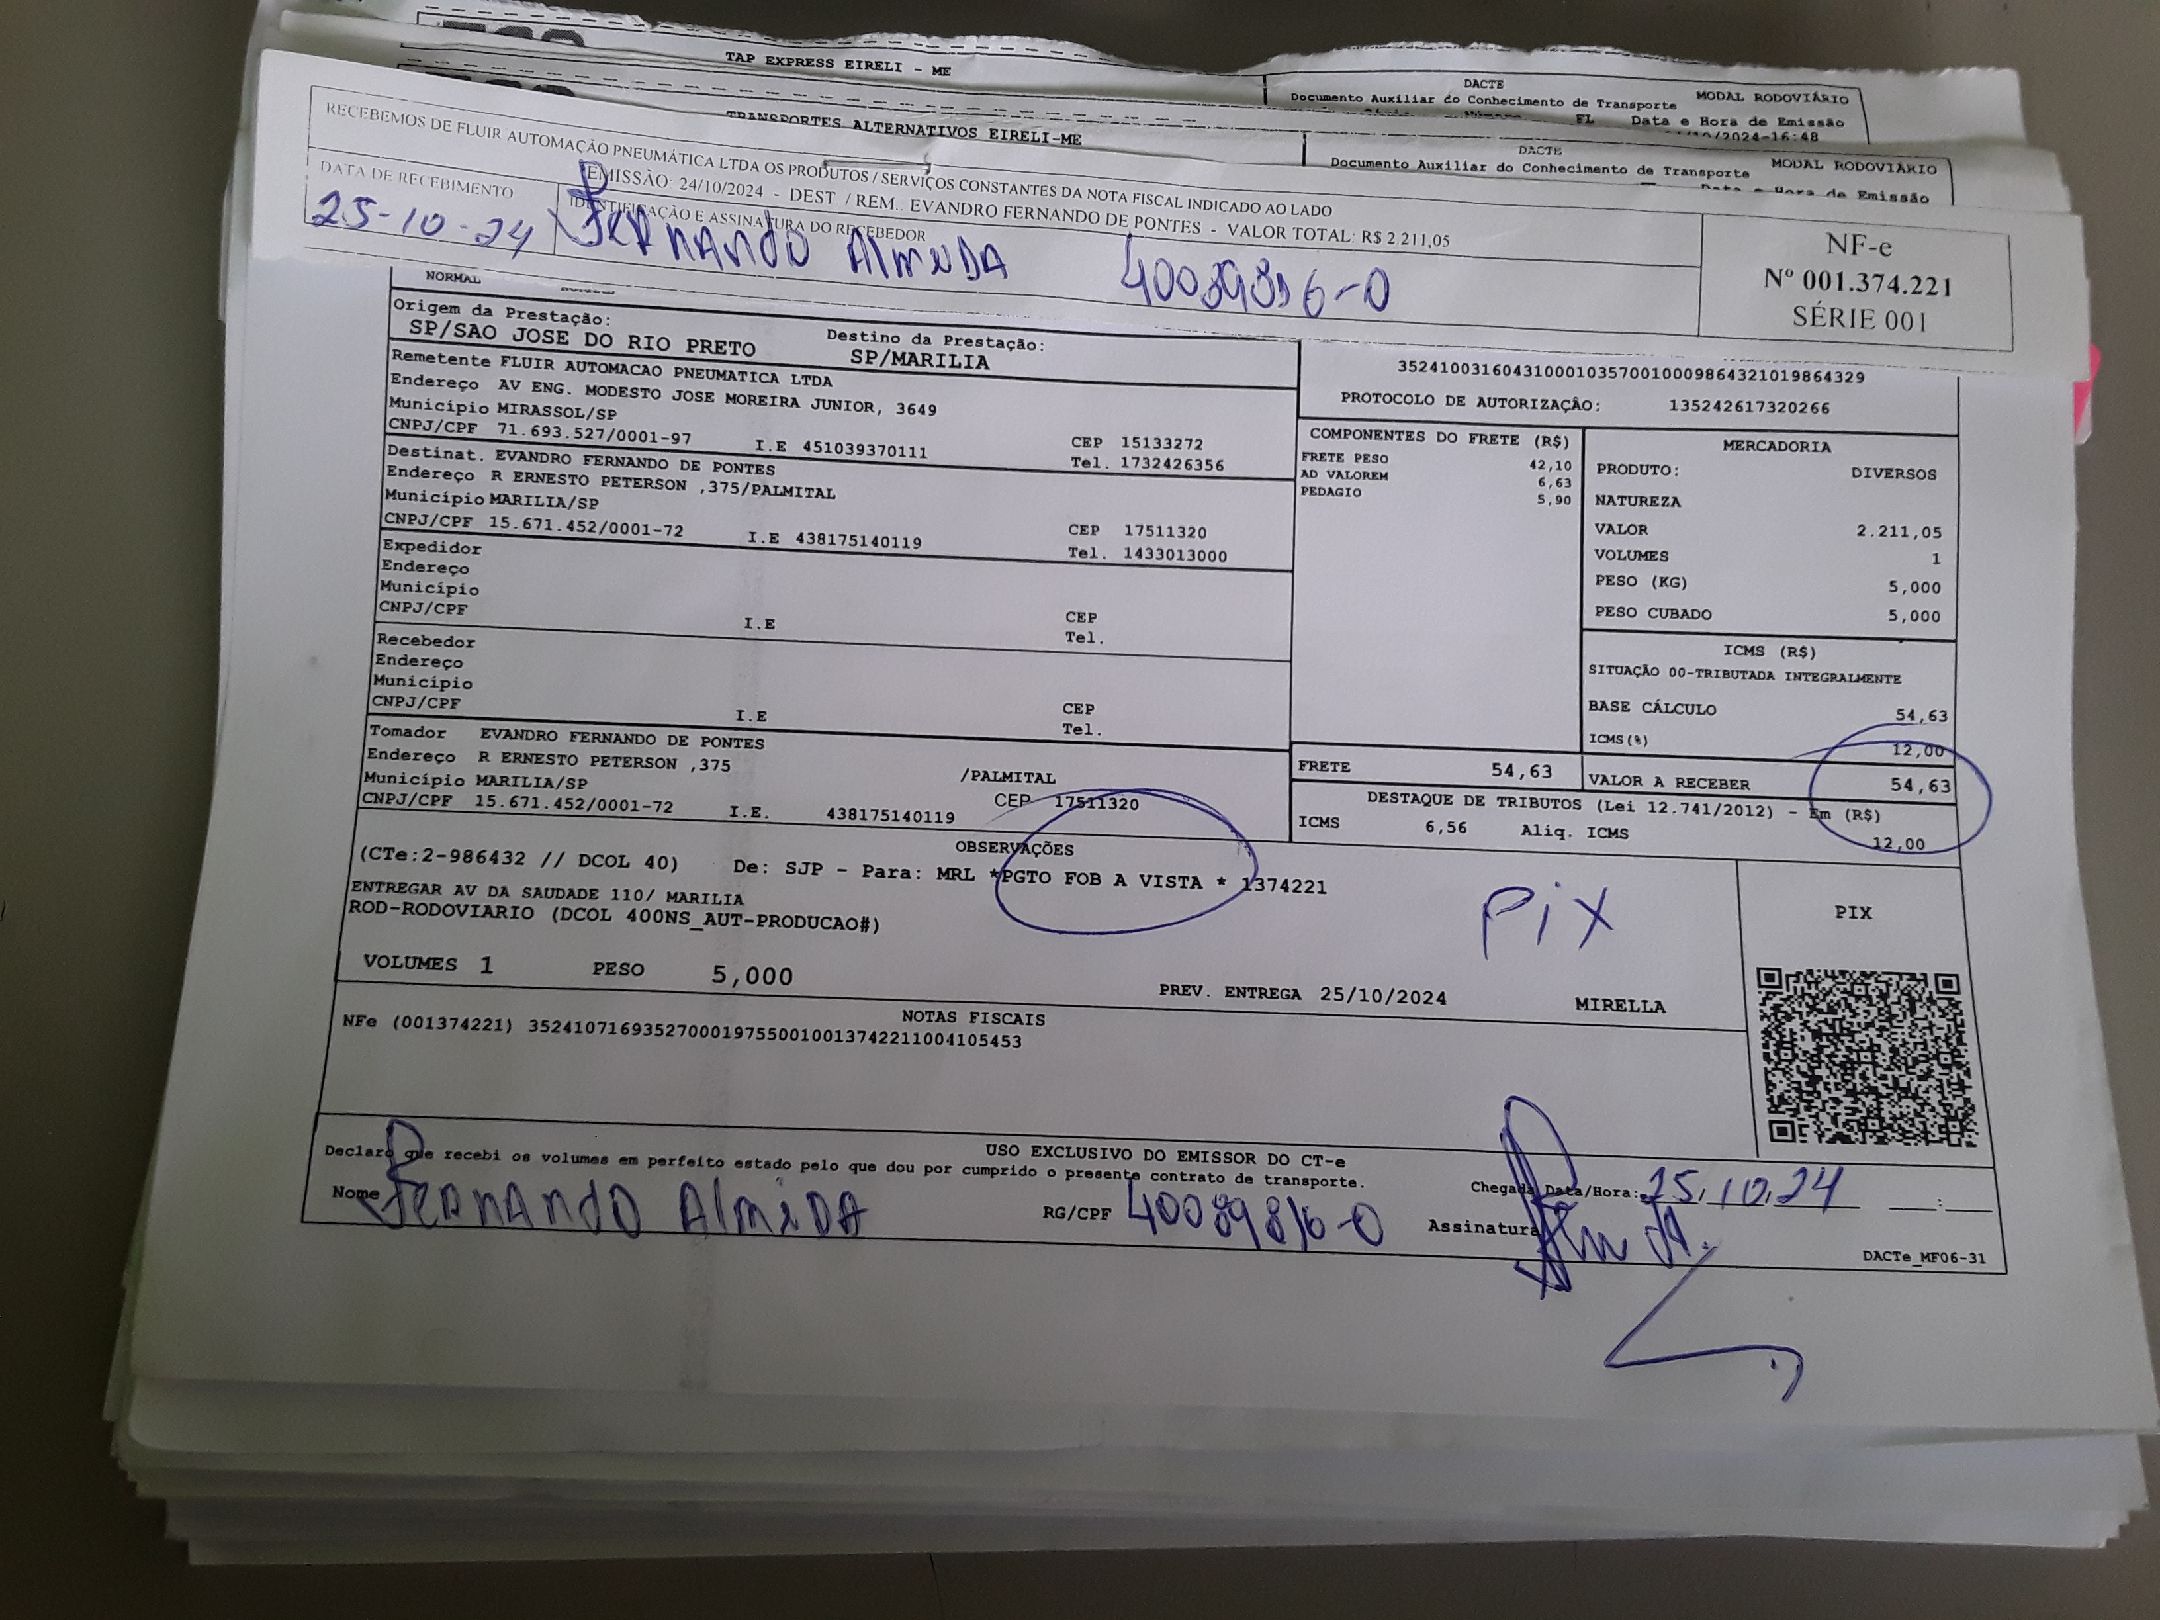 TAP EXPRESS EIRELI - ME
DACTE
MODAL RODOVIÁRIO
Documento Auxiliar do Conhecimento de Transporte
FL Data e Hora de Emissão
/10/2024-16:48
TRANSPORTES ALTERNATIVOS EIRELI-ME
DACTE
MODAL RODOVIÁRIO
Documento Auxiliar do Conhecimento de Transporte
Data e Hora de Emissão
RECEBEMOS DE FLUIR AUTOMAÇÃO PNEUMÁTICA LTDA OS PRODUTOS / SERVIÇOS CONSTANTES DA NOTA FISCAL INDICADO AO LADO
EMISSÃO: 24/10/2024 - DEST. / REM.. EVANDRO FERNANDO DE PONTES - VALOR TOTAL: R$ 2.211,05
DATA DE RECEBIMENTO
IDENTIFICAÇÃO E ASSINATURA DO RECEBEDOR
25-10-24 Fernando Almeida
NF-e
Nº 001.374.221
SÉRIE 001
NORMAL
Origem da Prestação:
SP/SAO JOSE DO RIO PRETO
Destino da Prestação:
SP/MARILIA
Remetente FLUIR AUTOMACAO PNEUMATICA LTDA
Endereço AV ENG. MODESTO JOSE MOREIRA JUNIOR, 3649
Município MIRASSOL/SP
CNPJ/CPF 71.693.527/0001-97 I.E 451039370111
CEP 15133272
Tel. 1732426356
Destinat. EVANDRO FERNANDO DE PONTES
Endereço R ERNESTO PETERSON ,375/PALMITAL
Município MARILIA/SP
CNPJ/CPF 15.671.452/0001-72 I.E 438175140119
CEP 17511320
Tel. 1433013000
Expedidor
Endereço
Município
CNPJ/CPF I.E
CEP
Tel.
Recebedor
Endereço
Município
CNPJ/CPF I.E
CEP
Tel.
Tomador EVANDRO FERNANDO DE PONTES
Endereço R ERNESTO PETERSON ,375 /PALMITAL
Município MARILIA/SP CEP 17511320
CNPJ/CPF 15.671.452/0001-72 I.E. 438175140119
35241003160431000103570010009864321019864329
PROTOCOLO DE AUTORIZAÇÃO: 135242617320266
COMPONENTES DO FRETE (R$)
FRETE PESO 42,10
AD VALOREM 6,63
PEDAGIO 5,90
MERCADORIA
PRODUTO: DIVERSOS
NATUREZA
VALOR 2.211,05
VOLUMES 1
PESO (KG) 5,000
PESO CUBADO 5,000
ICMS (R$)
SITUAÇÃO 00-TRIBUTADA INTEGRALMENTE
BASE CÁLCULO 54,63
ICMS(%) 12,00
FRETE 54,63
VALOR A RECEBER 54,63
DESTAQUE DE TRIBUTOS (Lei 12.741/2012) - Em (R$)
ICMS 6,56 Aliq. ICMS 12,00
OBSERVAÇÕES
(CTe:2-986432 // DCOL 40) De: SJP - Para: MRL *PGTO FOB A VISTA * 1374221
ENTREGAR AV DA SAUDADE 110/ MARILIA
ROD-RODOVIARIO (DCOL 400NS_AUT-PRODUCAO#)
Pix
PIX
VOLUMES 1 PESO 5,000
PREV. ENTREGA 25/10/2024 MIRELLA
NOTAS FISCAIS
NFe (001374221) 35241071693527000197550010013742211004105453
USO EXCLUSIVO DO EMISSOR DO CT-e
Declaro que recebi os volumes em perfeito estado pelo que dou por cumprido o presente contrato de transporte.
Nome Fernando Almeida
RG/CPF
Chegada Data/Hora: 25/10/24 :
Assinatura
DACTe_MF06-31